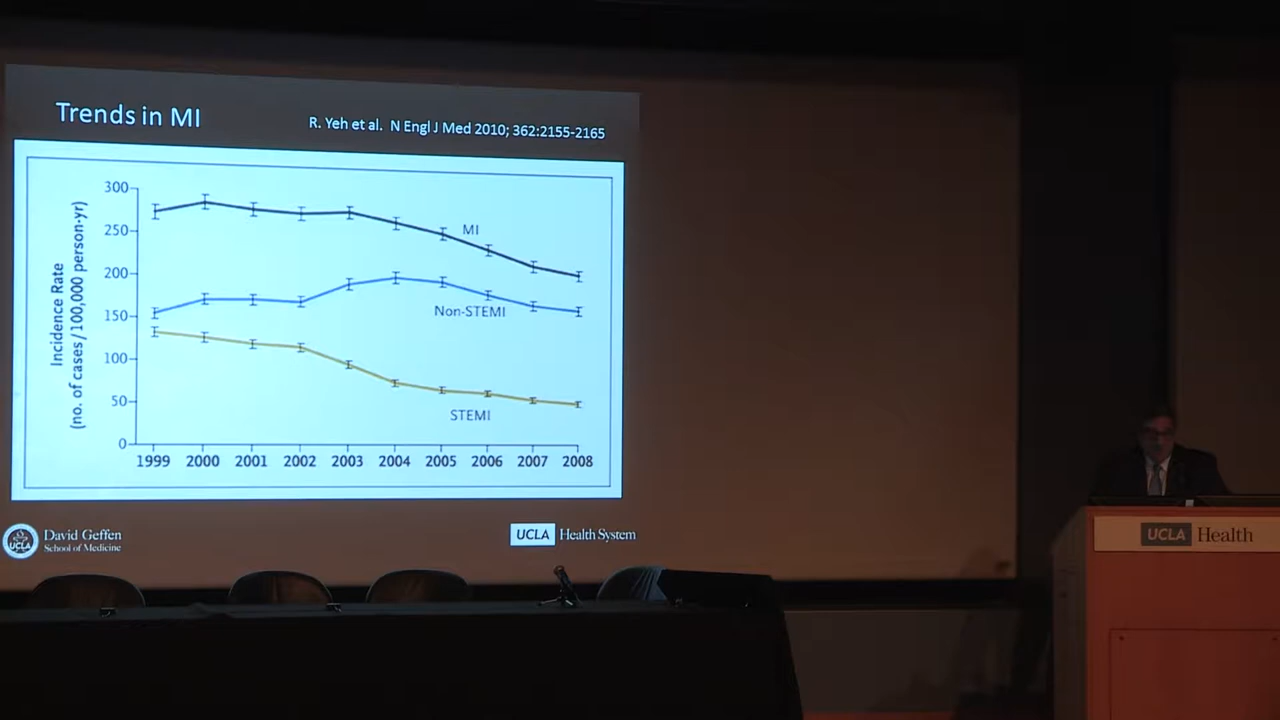 Trends in MI
R. Yeh et al. N Engl J Med 2010; 362:2155-2165
Incidence Rate
(no. of cases/100,000 person-yr)
300
250
200
150
100
50
0
MI
Non-STEMI
STEMI
1999 2000 2001 2002 2003 2004 2005 2006 2007 2008
UCLA
David Geffen
School of Medicine
UCLA Health System
UCLA Health